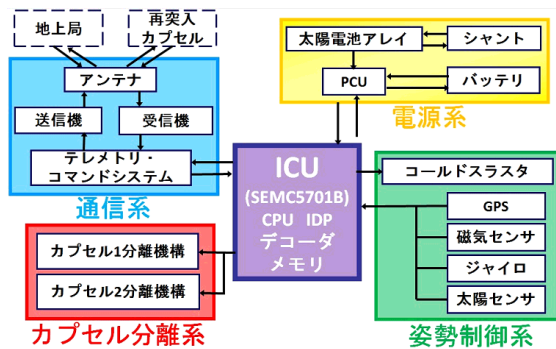 地上局
再突入
カプセル
アンテナ
送信機
受信機
テレメトリ・
コマンドシステム
通信系
太陽電池アレイ
シャント
PCU
バッテリ
電源系
ICU
(SEMC5701B)
CPU IDP
デコーダ
メモリ
カプセル1分離機構
カプセル2分離機構
カプセル分離系
コールドスラスタ
GPS
磁気センサ
ジャイロ
太陽センサ
姿勢制御系